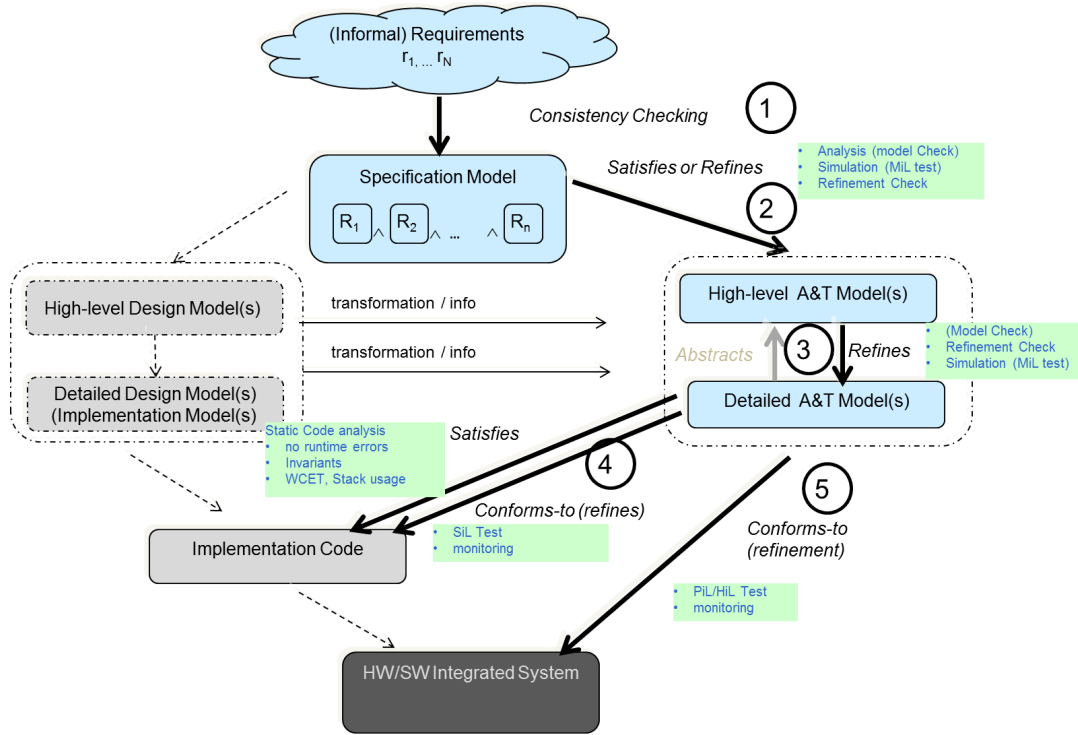 (Informal) Requirements
r1, ... rN
Consistency Checking
1
Satisfies or Refines
• Analysis (model Check)
• Simulation (MiL test)
• Refinement Check
Specification Model
R1 ∧ R2 ∧ ... ∧ Rn
2
High-level Design Model(s)
transformation / info
High-level A&T Model(s)
transformation / info
Abstracts
3
Refines
• (Model Check)
• Refinement Check
• Simulation (MiL test)
Detailed Design Model(s)
(Implementation Model(s)
Detailed A&T Model(s)
Static Code analysis
• no runtime errors
• Invariants
• WCET, Stack usage
Satisfies
4
5
Conforms-to (refines)
Conforms-to
(refinement)
• SiL Test
• monitoring
Implementation Code
• PiL/HiL Test
• monitoring
HW/SW Integrated System